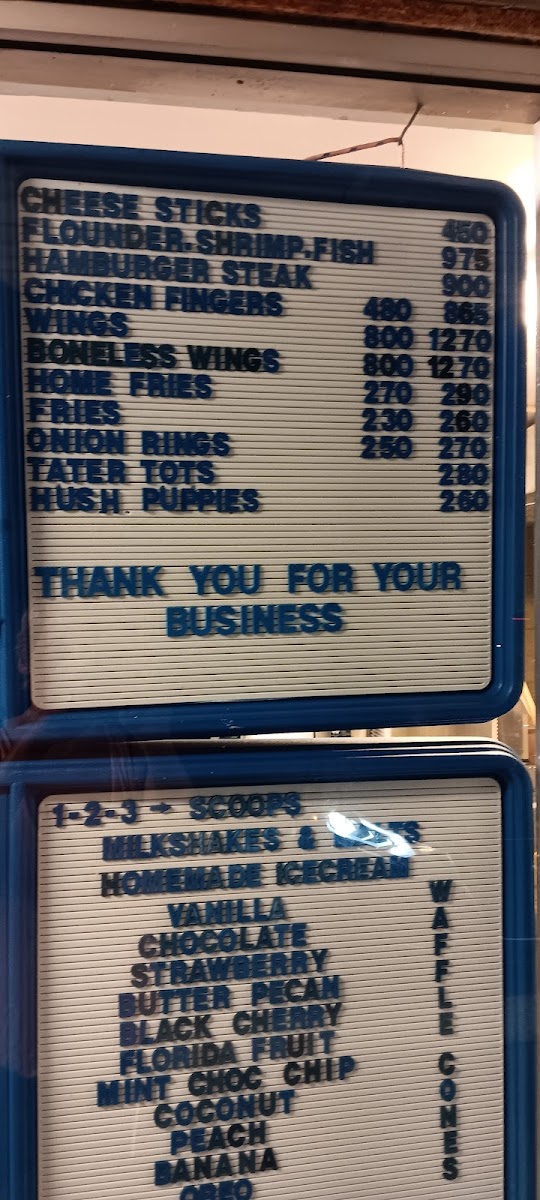 CHEESE STICKS 450
FLOUNDER.SHRIMP.FISH 975
HAMBURGER STEAK 900
CHICKEN FINGERS 480 865
WINGS 800 1270
BONELESS WINGS 800 1270
HOME FRIES 270 290
FRIES 230 260
ONION RINGS 250 270
TATER TOTS 280
HUSH PUPPIES 260
THANK YOU FOR YOUR
BUSINESS
1-2-3 → SCOOPS
MILKSHAKES &
HOMEMADE ICECREAM
VANILLA
CHOCOLATE
STRAWBERRY
BUTTER PECAN
BLACK CHERRY
FLORIDA FRUIT
MINT CHOC CHIP
COCONUT
PEACH
BANANA
OREO
WAFFLE CONES